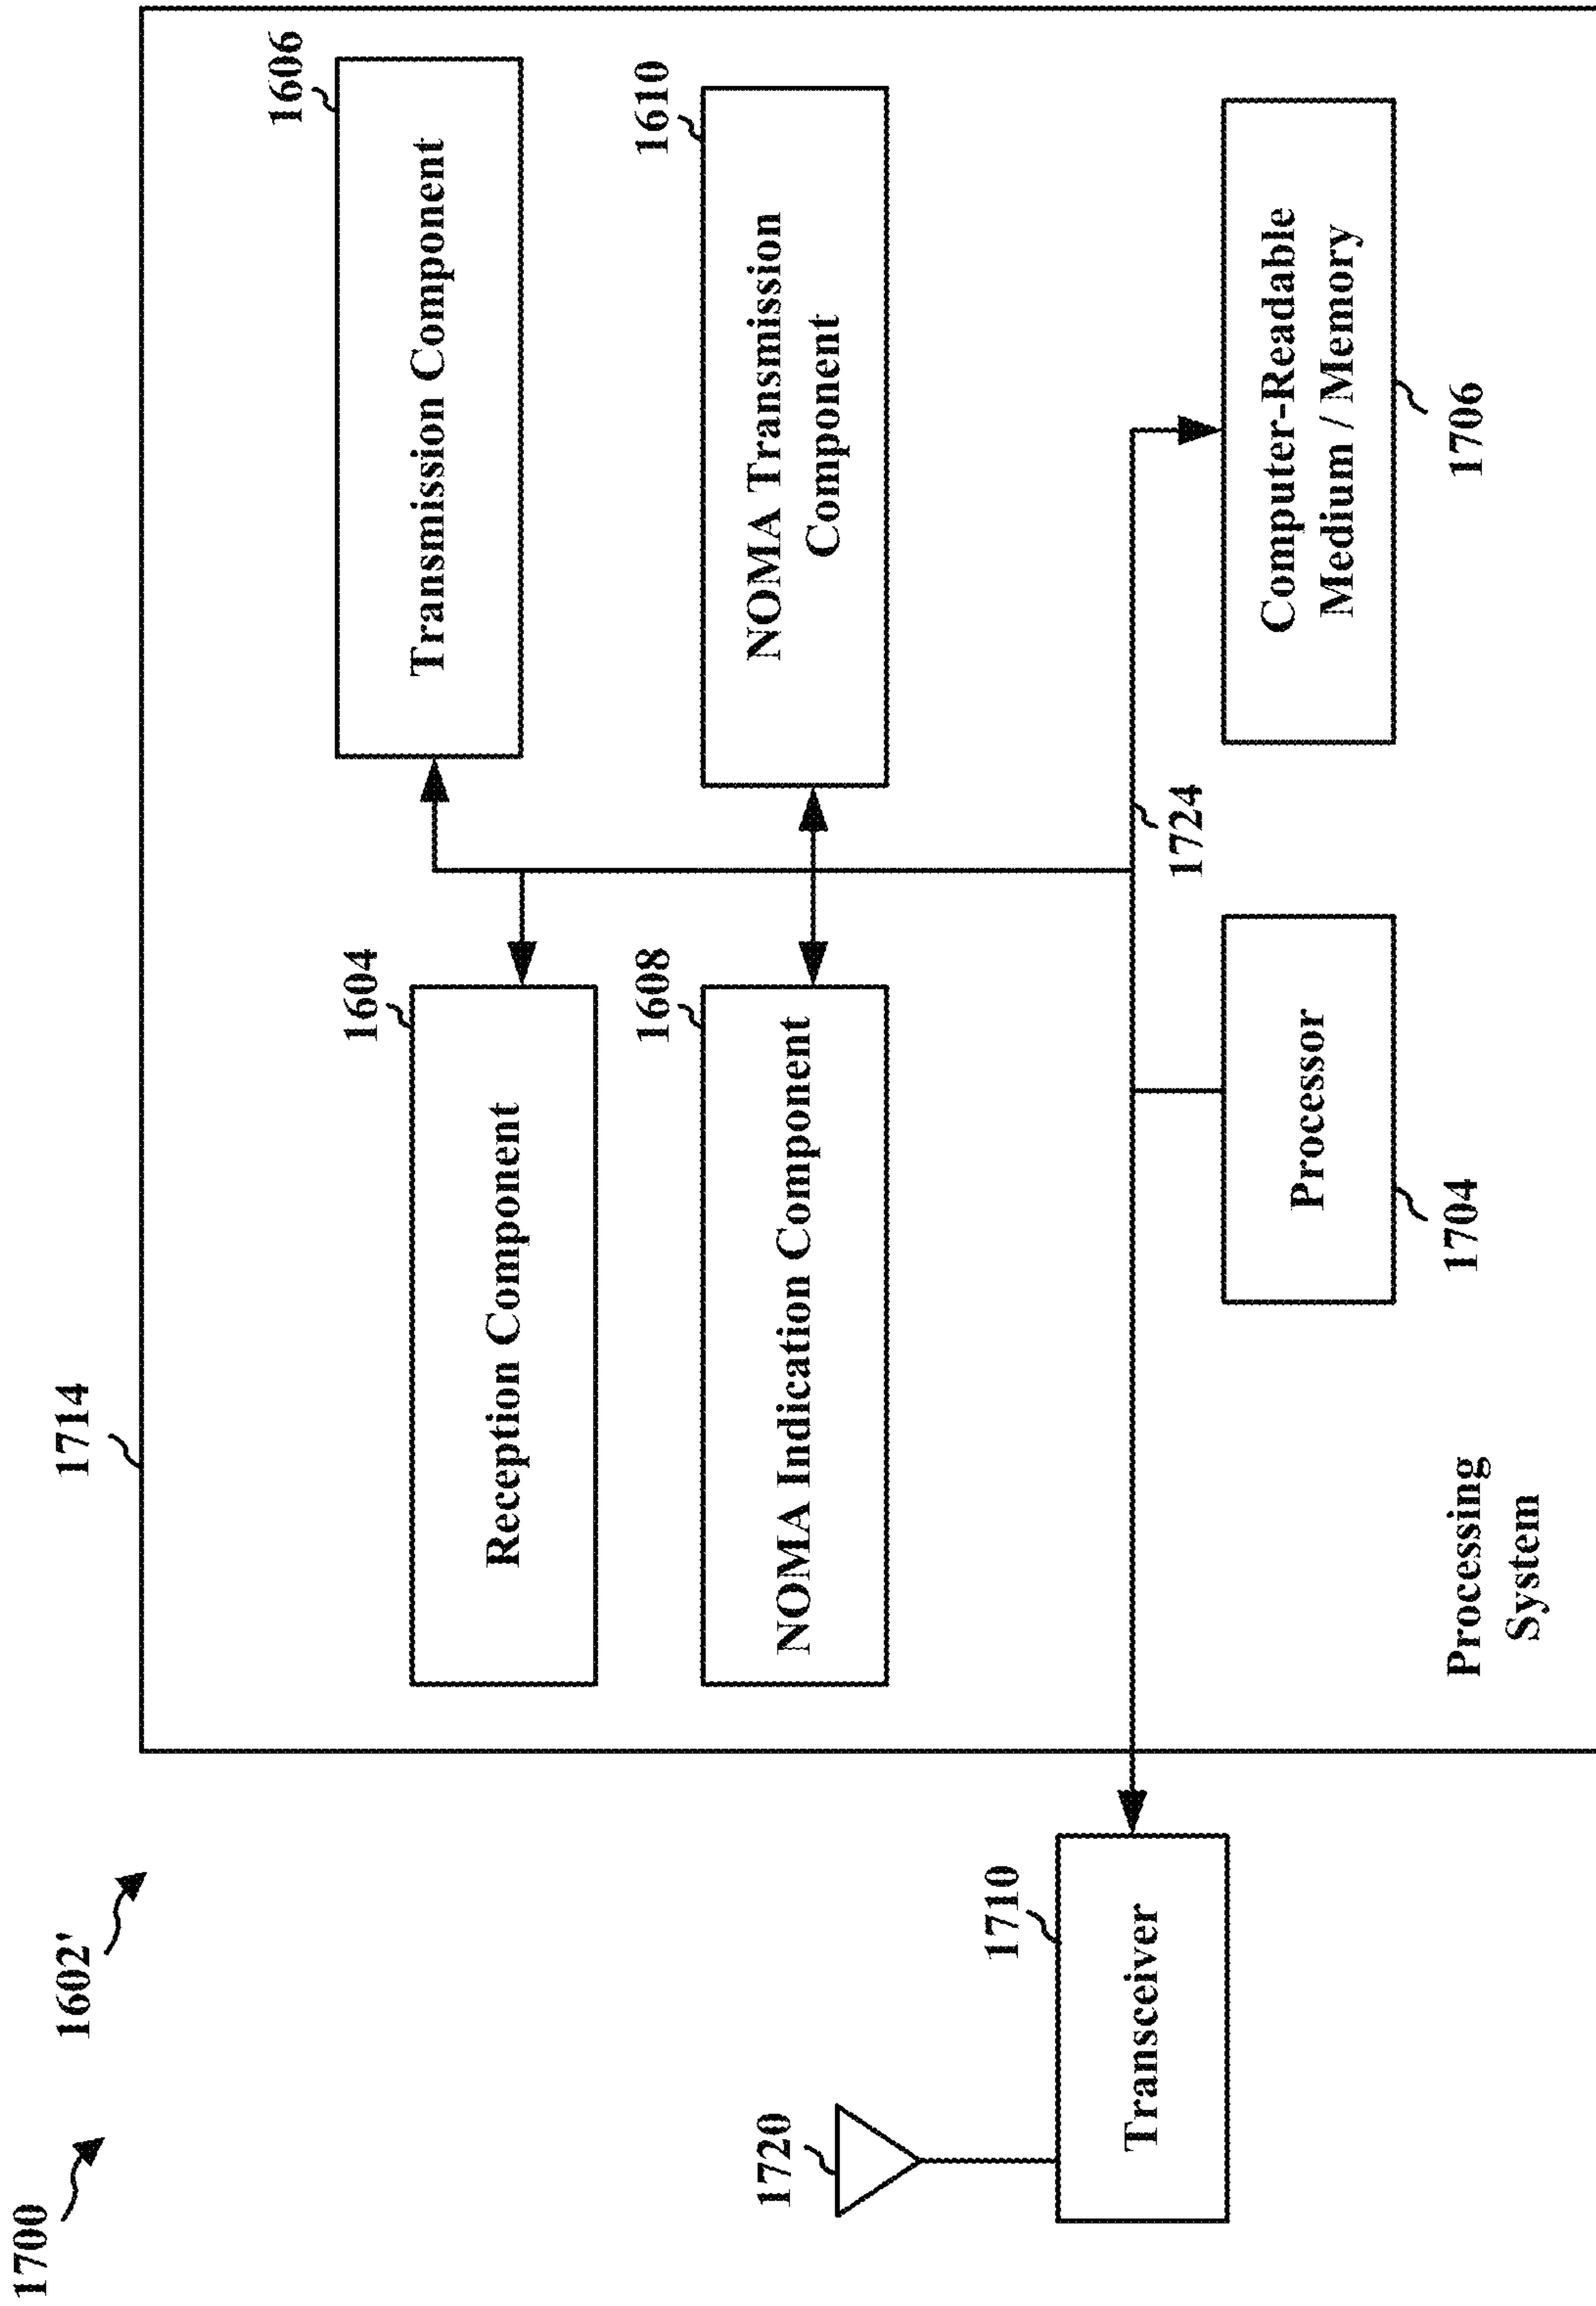 1700
1602'
1714
1604
Reception Component
1606
Transmission Component
1608
NOMA Indication Component
1610
NOMA Transmission
Component
1720
1710
Transceiver
1724
Processor
1704
Computer-Readable
Medium / Memory
1706
Processing
System